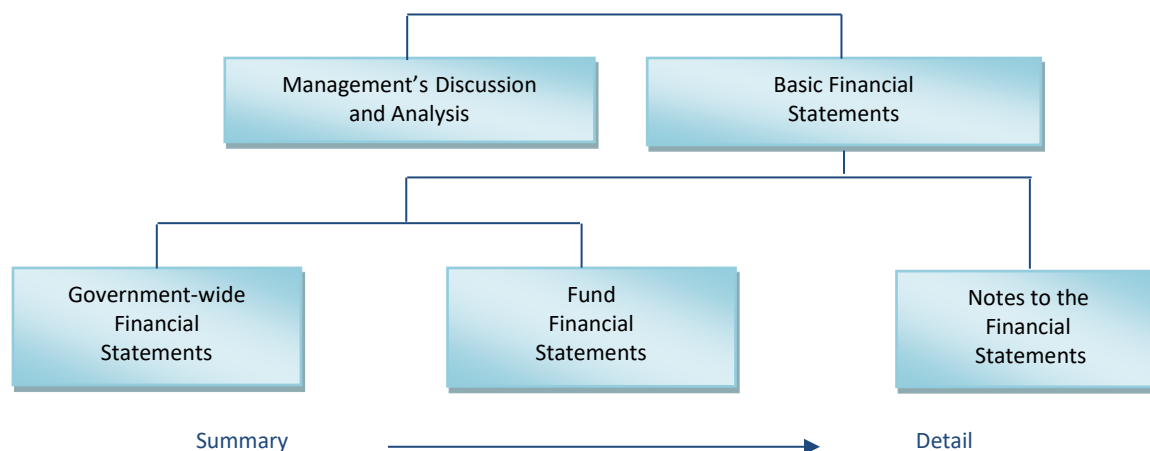 Management’s Discussion
and Analysis
Basic Financial
Statements
Government-wide
Financial
Statements
Fund
Financial
Statements
Notes to the
Financial
Statements
Summary
Detail